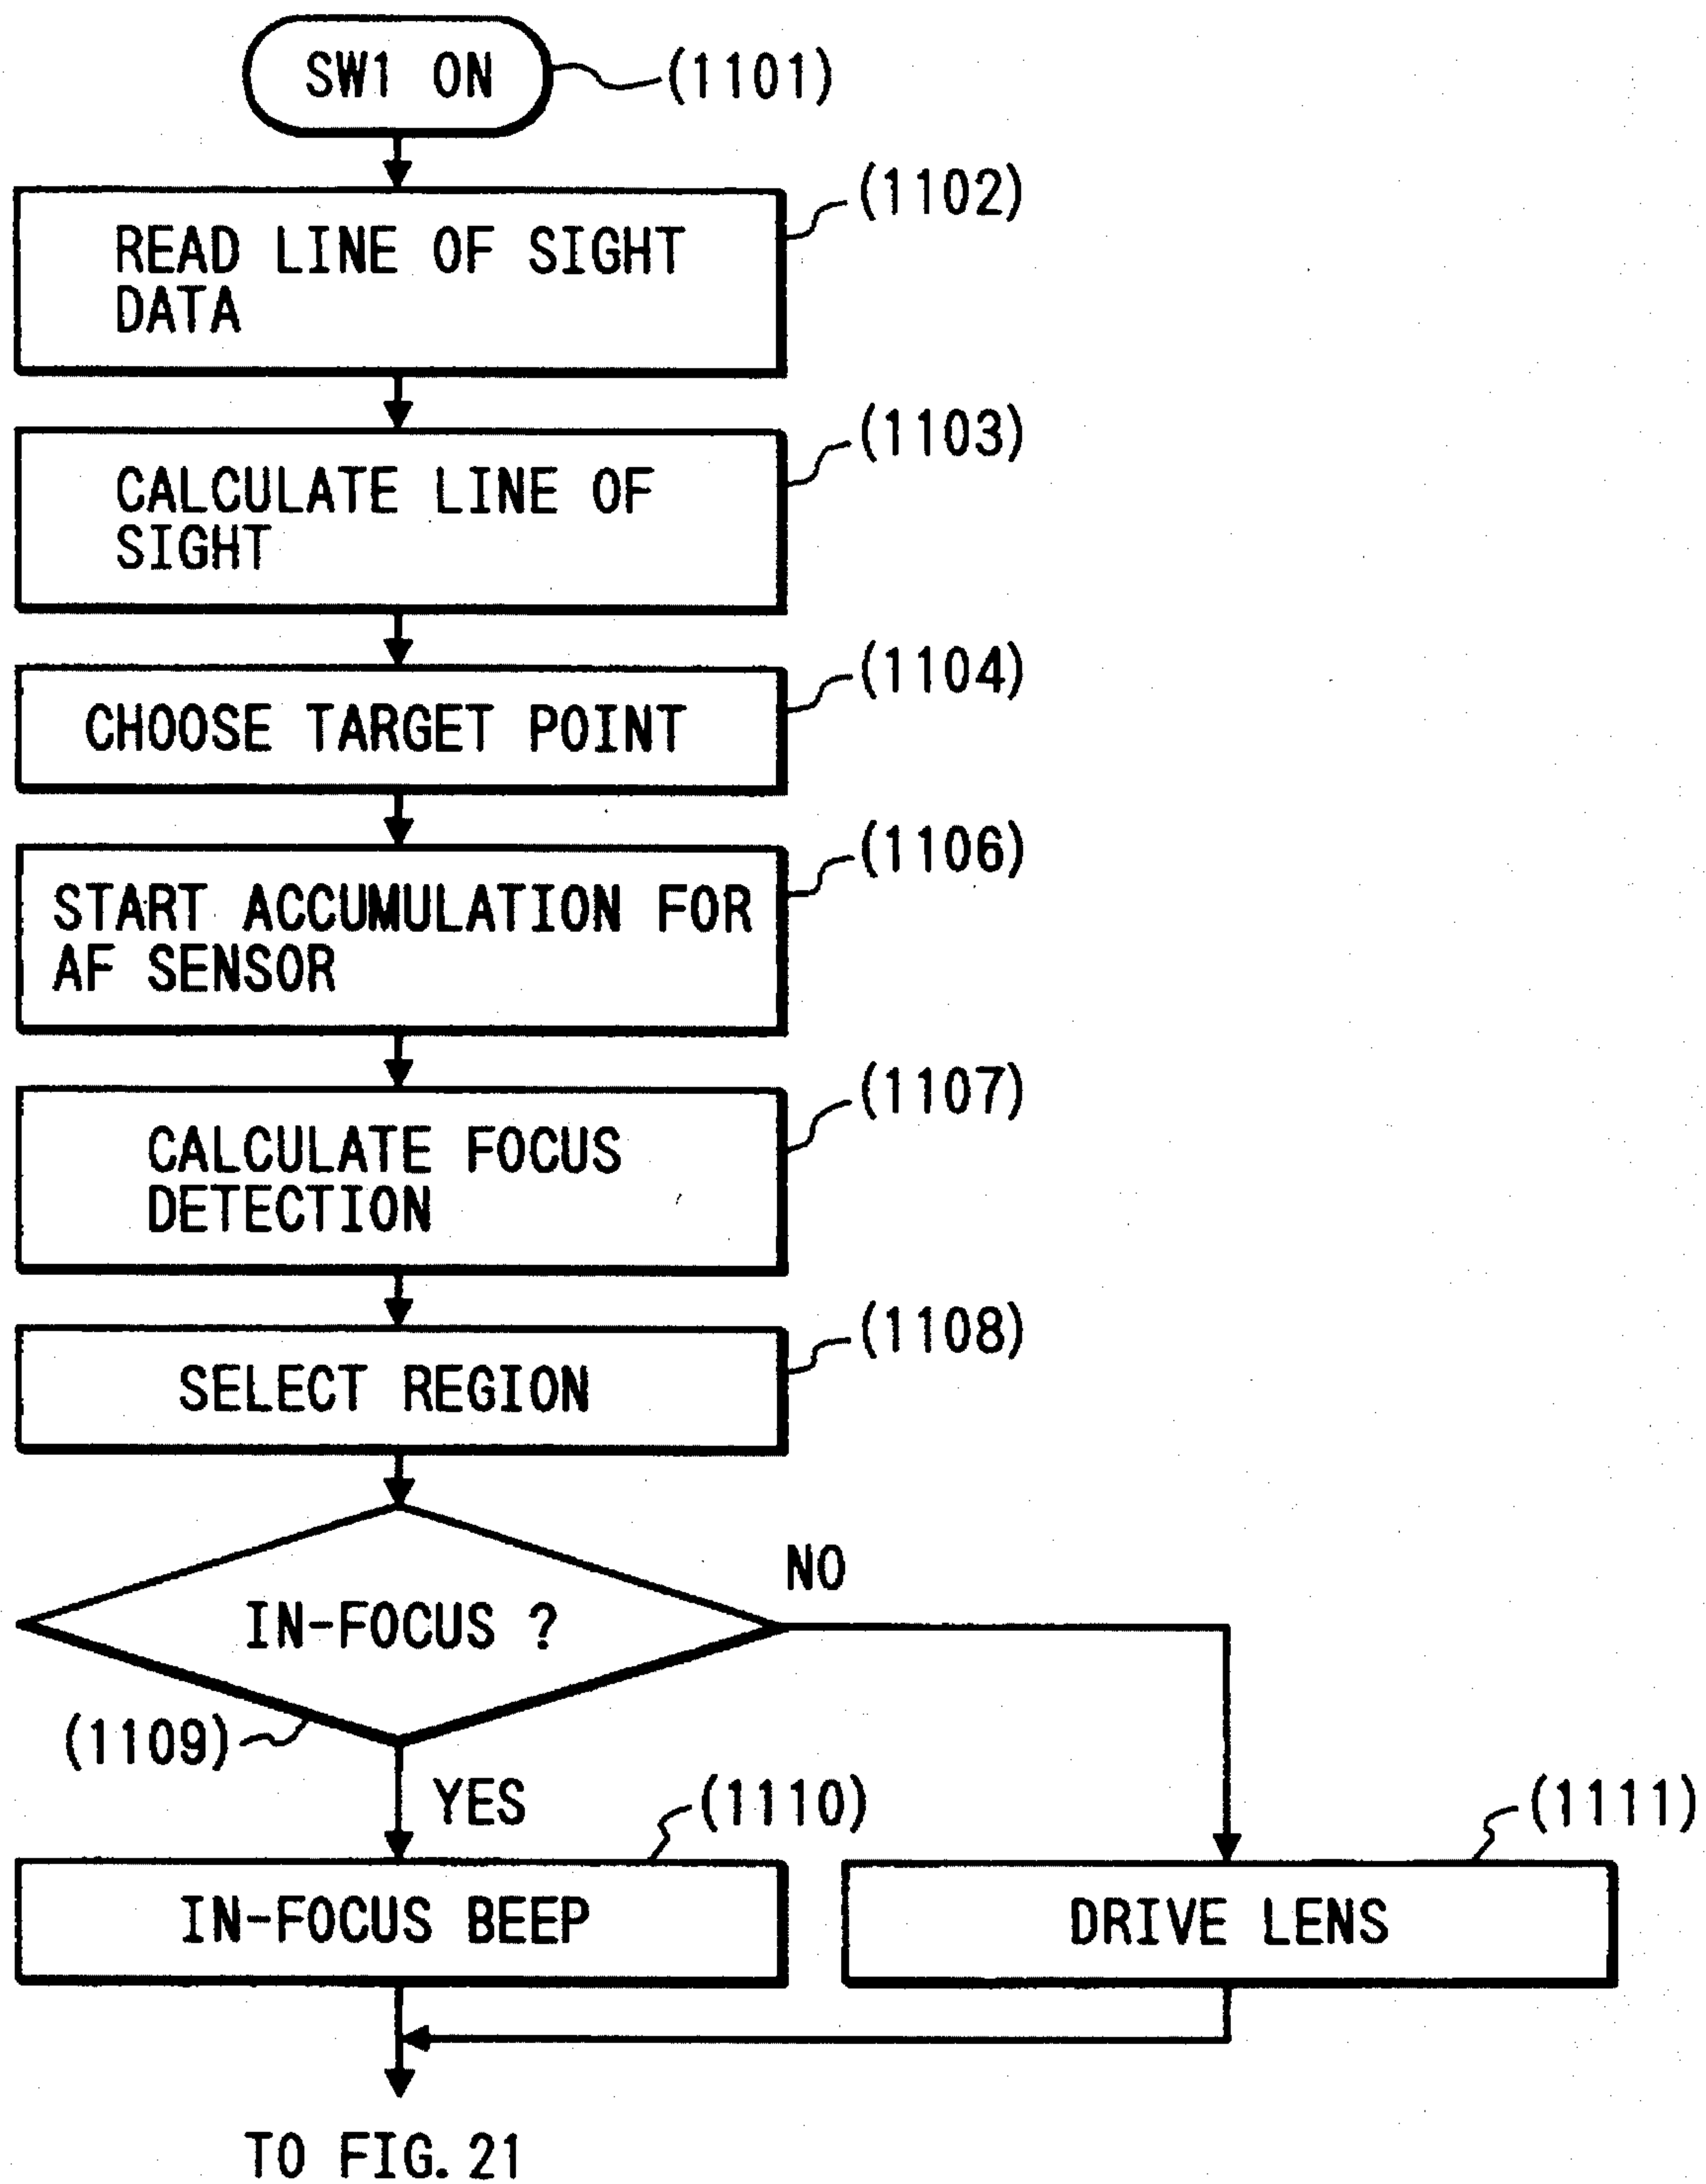 SW1 ON
(1101)
(1102)
READ LINE OF SIGHT
DATA
(1103)
CALCULATE LINE OF
SIGHT
(1104)
CHOOSE TARGET POINT
(1106)
START ACCUMULATION FOR
AF SENSOR
(1107)
CALCULATE FOCUS
DETECTION
(1108)
SELECT REGION
NO
IN-FOCUS ?
(1109)
YES
(1110)
(1111)
IN-FOCUS BEEP
DRIVE LENS
TO FIG. 21